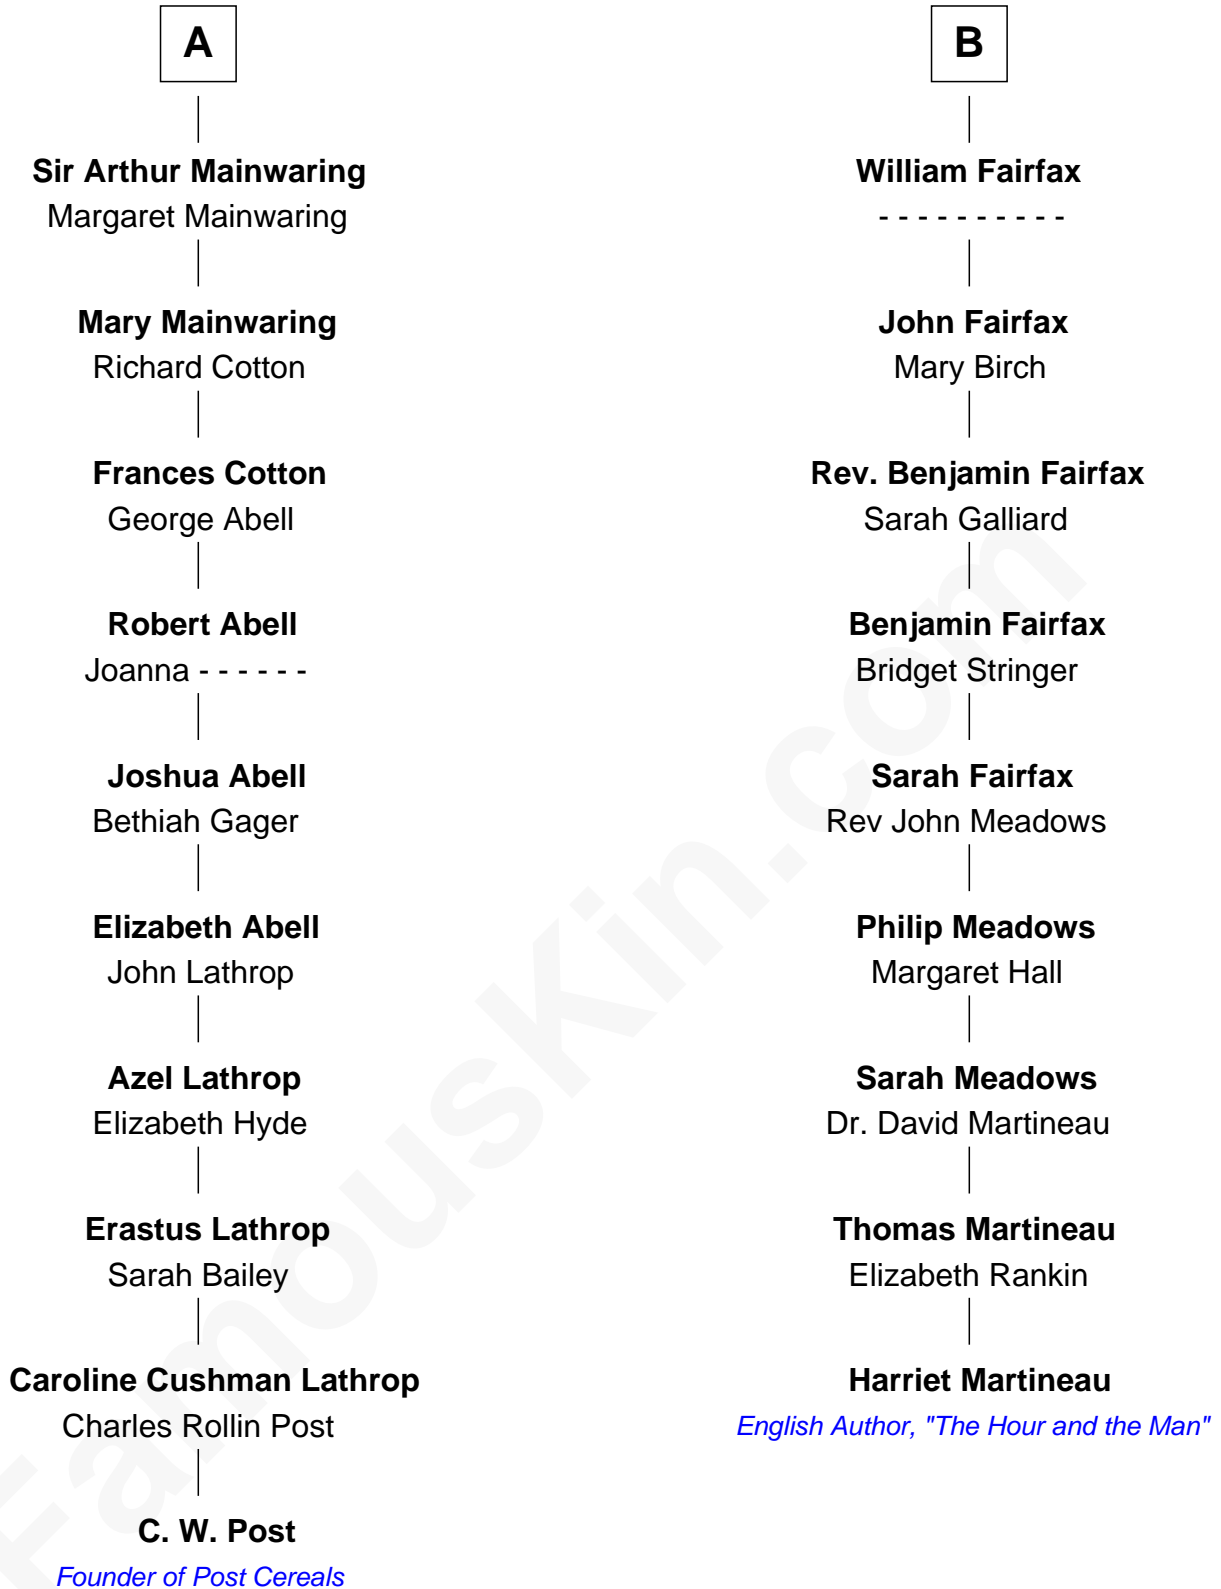 A
Sir Arthur Mainwaring
Margaret Mainwaring
Mary Mainwaring
Richard Cotton
Frances Cotton
George Abell
Robert Abell
Joanna - - - - - -
Joshua Abell
Bethiah Gager
Elizabeth Abell
John Lathrop
Azel Lathrop
Elizabeth Hyde
Erastus Lathrop
Sarah Bailey
Caroline Cushman Lathrop
Charles Rollin Post
C. W. Post
Founder of Post Cereals
B
William Fairfax
- - - - - - - - - -
John Fairfax
Mary Birch
Rev. Benjamin Fairfax
Sarah Galliard
Benjamin Fairfax
Bridget Stringer
Sarah Fairfax
Rev John Meadows
Philip Meadows
Margaret Hall
Sarah Meadows
Dr. David Martineau
Thomas Martineau
Elizabeth Rankin
Harriet Martineau
English Author, "The Hour and the Man"
FamousKin.com